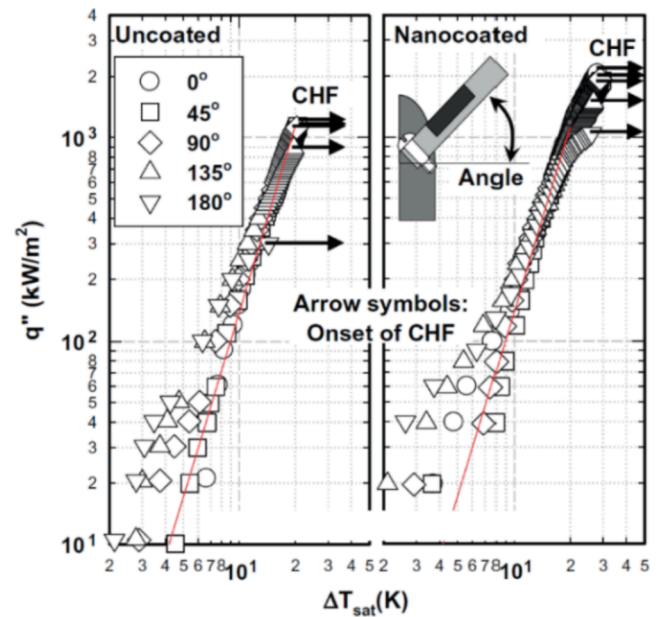 Uncoated
Nanocoated
CHF
CHF
0°
45°
90°
135°
180°
Angle
Arrow symbols:
Onset of CHF
q" (kW/m²)
4
3
2
10³
8
7
6
5
4
3
2
10²
8
7
6
5
4
3
2
10¹
2 3 4 5 6 7 8 10¹ 2 3 4 5
2 3 4 5 6 7 8 10¹ 2 3 4 5
ΔTsat(K)